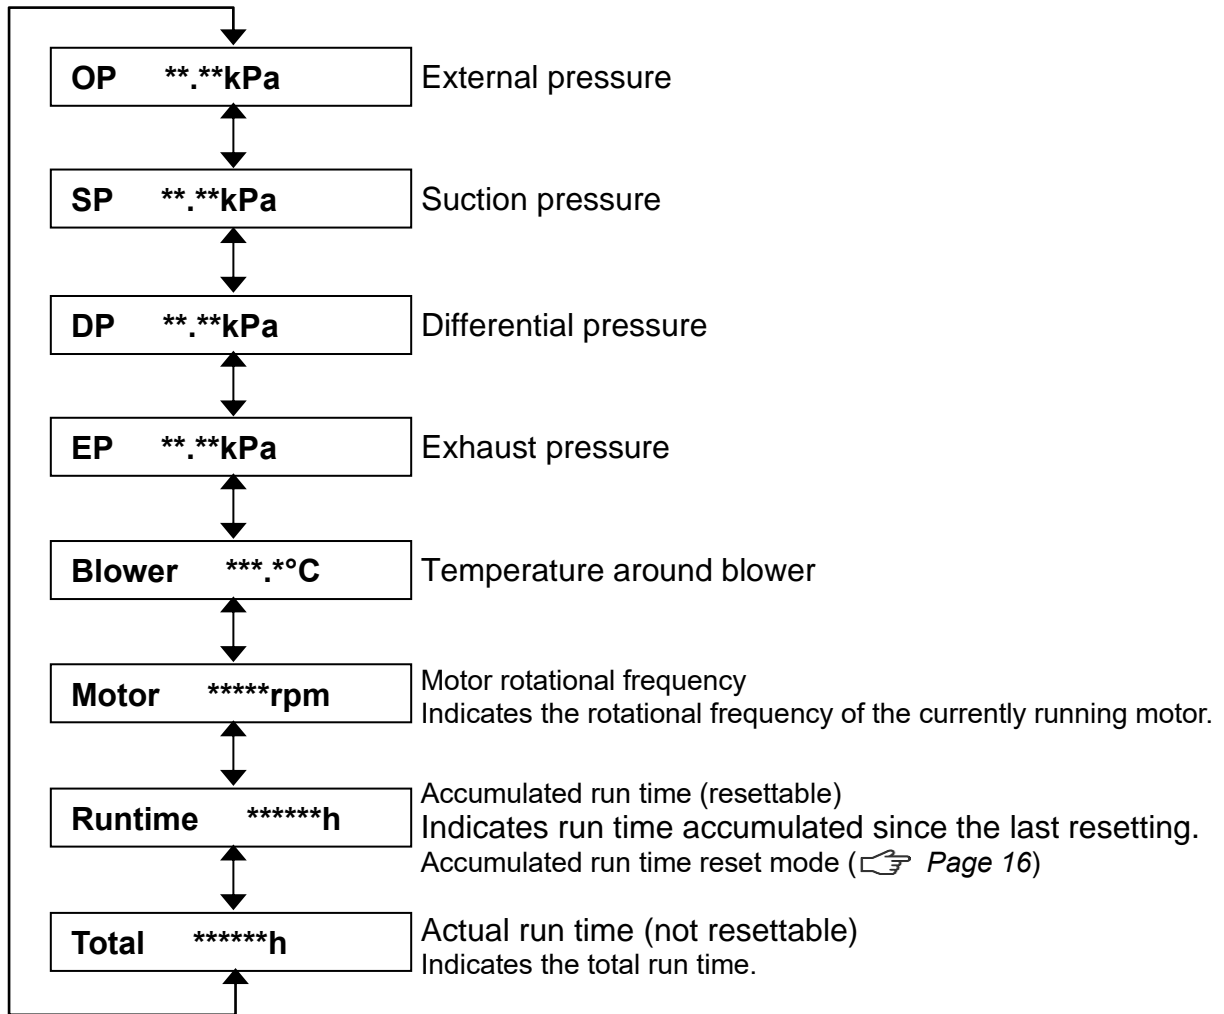 OP **.**kPa External pressure
SP **.**kPa Suction pressure
DP **.**kPa Differential pressure
EP **.**kPa Exhaust pressure
Blower ***.*°C Temperature around blower
Motor *****rpm Motor rotational frequency
Indicates the rotational frequency of the currently running motor.
Runtime ******h Accumulated run time (resettable)
Indicates run time accumulated since the last resetting.
Accumulated run time reset mode (☞ Page 16)
Total ******h Actual run time (not resettable)
Indicates the total run time.